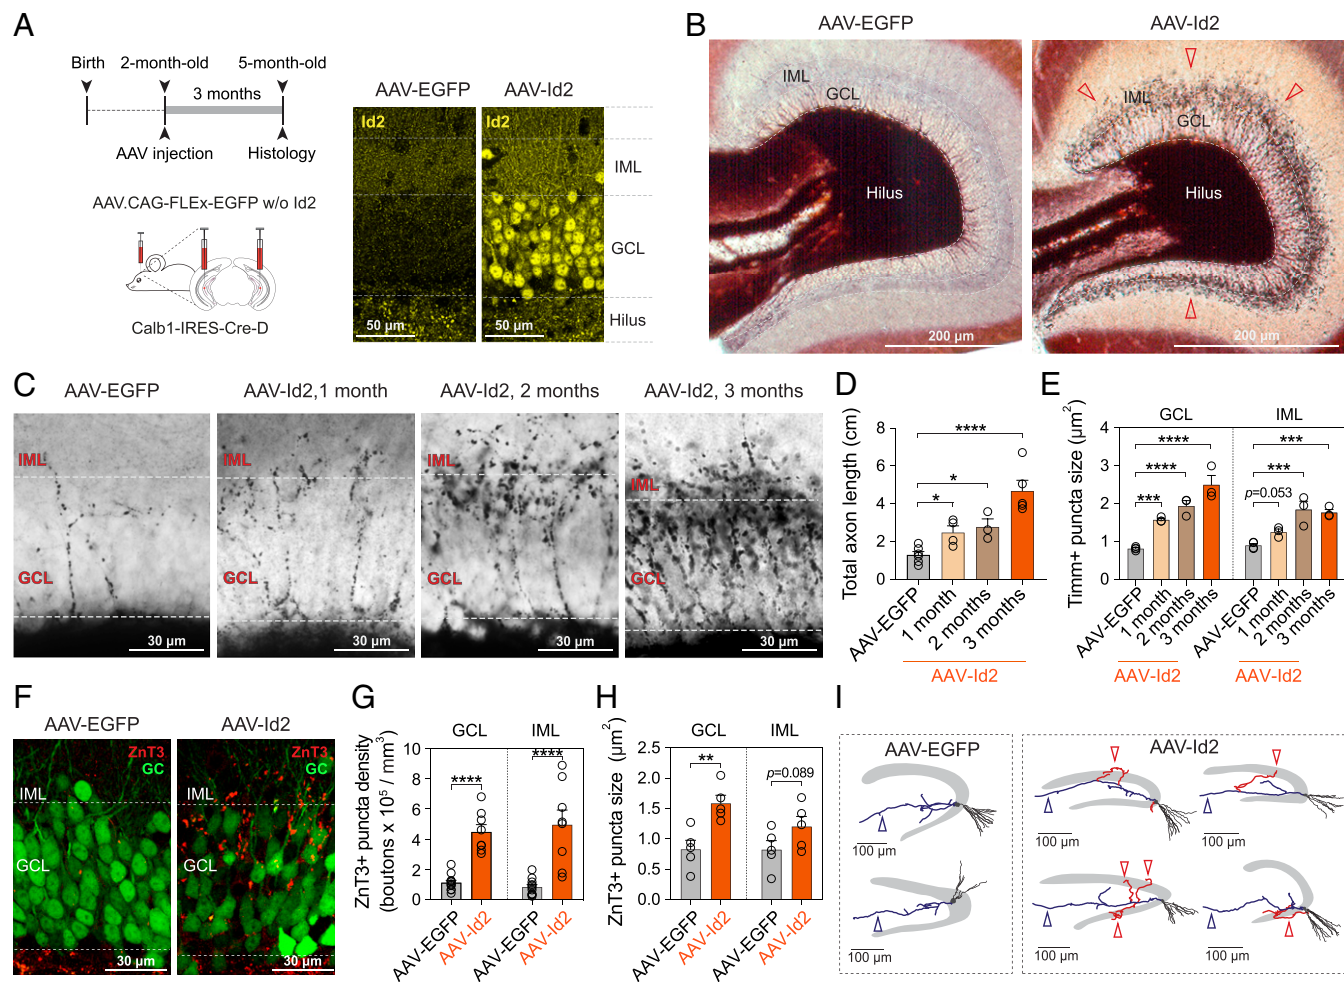 A
Birth
2-month-old
5-month-old
3 months
AAV injection
Histology
AAV.CAG-FLEx-EGFP w/o Id2
Calb1-IRES-Cre-D
AAV-EGFP
AAV-Id2
Id2
Id2
IML
GCL
Hilus
50 µm
50 µm
B
AAV-EGFP
AAV-Id2
IML
GCL
Hilus
200 µm
IML
GCL
Hilus
200 µm
C
AAV-EGFP
AAV-Id2,1 month
AAV-Id2, 2 months
AAV-Id2, 3 months
IML
GCL
30 µm
IML
GCL
30 µm
IML
GCL
30 µm
IML
GCL
30 µm
D
Total axon length (cm)
8
6
4
2
0
****
*
*
AAV-EGFP
1 month
2 months
3 months
AAV-Id2
E
Timm+ puncta size (µm²)
GCL
IML
4
3
2
1
0
****
****
***
***
***
p=0.053
AAV-EGFP
1 month
2 months
3 months
AAV-Id2
AAV-EGFP
1 month
2 months
3 months
AAV-Id2
F
AAV-EGFP
AAV-Id2
ZnT3
GC
IML
GCL
30 µm
ZnT3
GC
IML
GCL
30 µm
G
ZnT3+ puncta density
(boutons x 10⁵ / mm³)
GCL
IML
10
8
6
4
2
0
****
****
AAV-EGFP
AAV-Id2
AAV-EGFP
AAV-Id2
H
ZnT3+ puncta size (µm²)
GCL
IML
2.5
2.0
1.5
1.0
0.5
0.0
**
p=0.089
AAV-EGFP
AAV-Id2
AAV-EGFP
AAV-Id2
I
AAV-EGFP
AAV-Id2
100 µm
100 µm
100 µm
100 µm
100 µm
100 µm